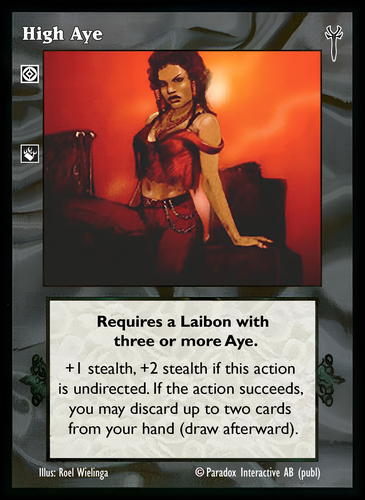 High Aye
Requires a Laibon with
three or more Aye.
+1 stealth, +2 stealth if this action
is undirected. If the action succeeds,
you may discard up to two cards
from your hand (draw afterward).
Illus: Roel Wielinga
© Paradox Interactive AB (publ)